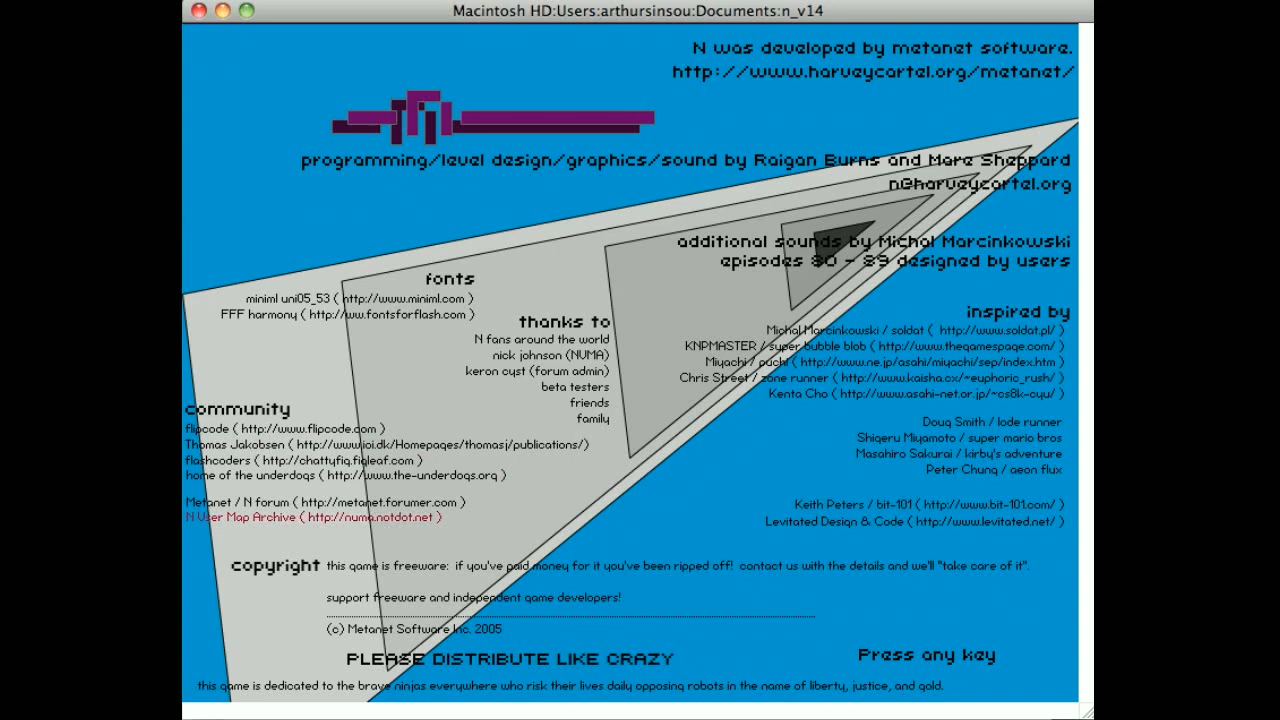 Macintosh HD:Users:arthursinsou:Documents:n_v14
N was developed by metanet software.
http://www.harveycartel.org/metanet/
programming/level design/graphics/sound by Raigan Burns and Mare Sheppard
n@harveycartel.org
additional sounds by Michal Marcinkowski
episodes 80 - 89 designed by users
fonts
miniml uni05_53 ( http://www.miniml.com )
FFF harmony ( http://ww.fontsforflash.com )
thanks to
N fans around the world
nick johnson (NUMA)
keron cyst (forum admin)
beta testers
friends
family
inspired by
Michal Marcinkowski / soldat ( http://www.soldat.pl/ )
KNPMASTER / super bubble blob ( http://www.thegamespage.com/ )
Miyachi / puchi ( http://www.ne.jp/asahi/miyachi/sep/index.htm )
Chris Street / zone runner ( http://www.kaisha.cx/~euphoric_rush/ )
Kenta Cho ( http://www.asahi-net.or.jp/~cs8k-cyu/ )
Doug Smith / lode runner
Shigeru Miyamoto / super mario bros
Masahiro Sakurai / kirby's adventure
Peter Chung / aeon flux
Keith Peters / bit-101 ( http://www.bit-101.com/ )
Levitated Design & Code ( http://www.levitated.net/ )
community
flipcode ( http://www.flipcode.com )
Thomas Jakobsen ( http://www.ioi.dk/Homepages/thomasj/publications/)
flashcoders ( http://chattyfig.figleaf.com )
home of the underdogs ( http://www.the-underdogs.org )
Metanet / N forum ( http://metanet.forumer.com )
N User Map Archive ( http://numa.notdot.net )
copyright this game is freeware: if you've paid money for it you've been ripped off! contact us with the details and we'll "take care of it".
support freeware and independent game developers!
(c) Metanet Software Inc. 2005
PLEASE DISTRIBUTE LIKE CRAZY
Press any key
this game is dedicated to the brave ninjas everywhere who risk their lives daily opposing robots in the name of liberty, justice, and gold.